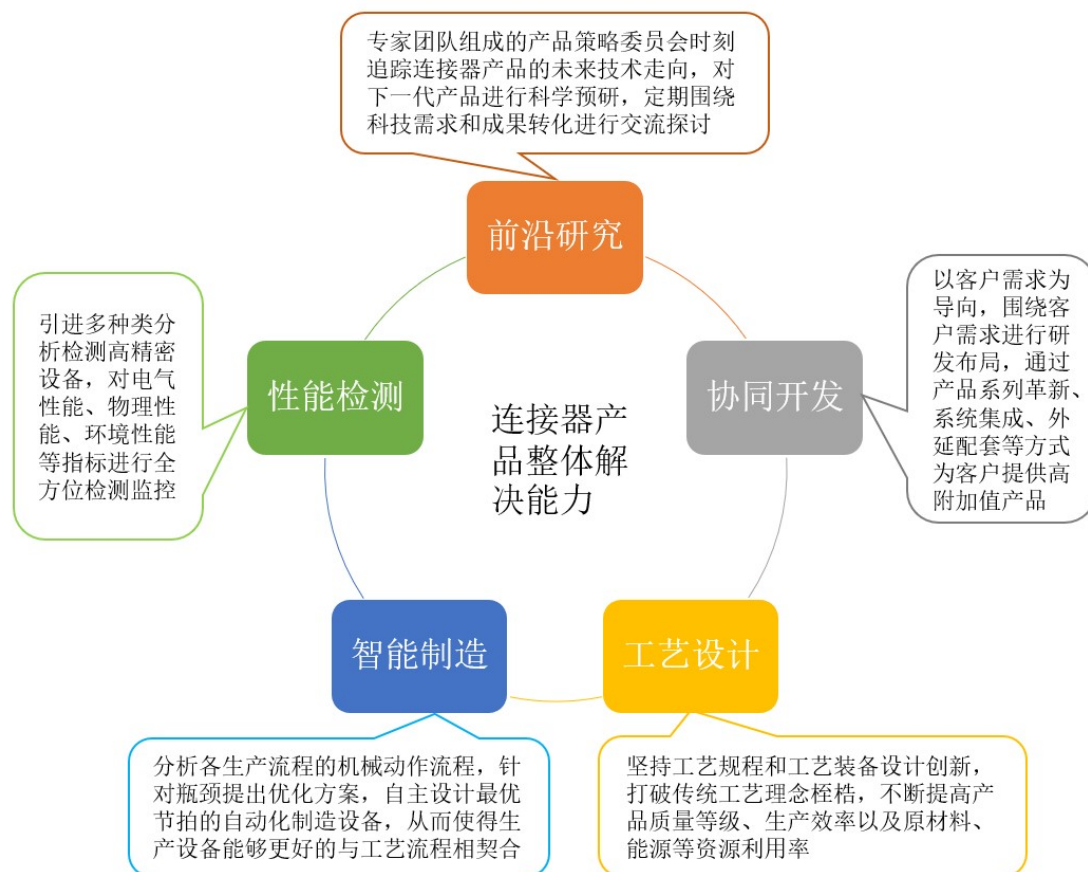 专家团队组成的产品策略委员会时刻
追踪连接器产品的未来技术走向，对
下一代产品进行科学预研，定期围绕
科技需求和成果转化进行交流探讨
前沿研究
以客户需求为
导向，围绕客
户需求进行研
发布局，通过
产品系列革新、
系统集成、外
延配套等方式
为客户提供高
附加值产品
引进多种类分
析检测高精密
设备，对电气
性能、物理性
能、环境性能
等指标进行全
方位检测监控
性能检测
协同开发
连接器产
品整体解
决能力
智能制造
工艺设计
分析各生产流程的机械动作流程，针
对瓶颈提出优化方案，自主设计最优
节拍的自动化制造设备，从而使得生
产设备能够更好的与工艺流程相契合
坚持工艺规程和工艺装备设计创新，
打破传统工艺理念桎梏，不断提高产
品质量等级、生产效率以及原材料、
能源等资源利用率